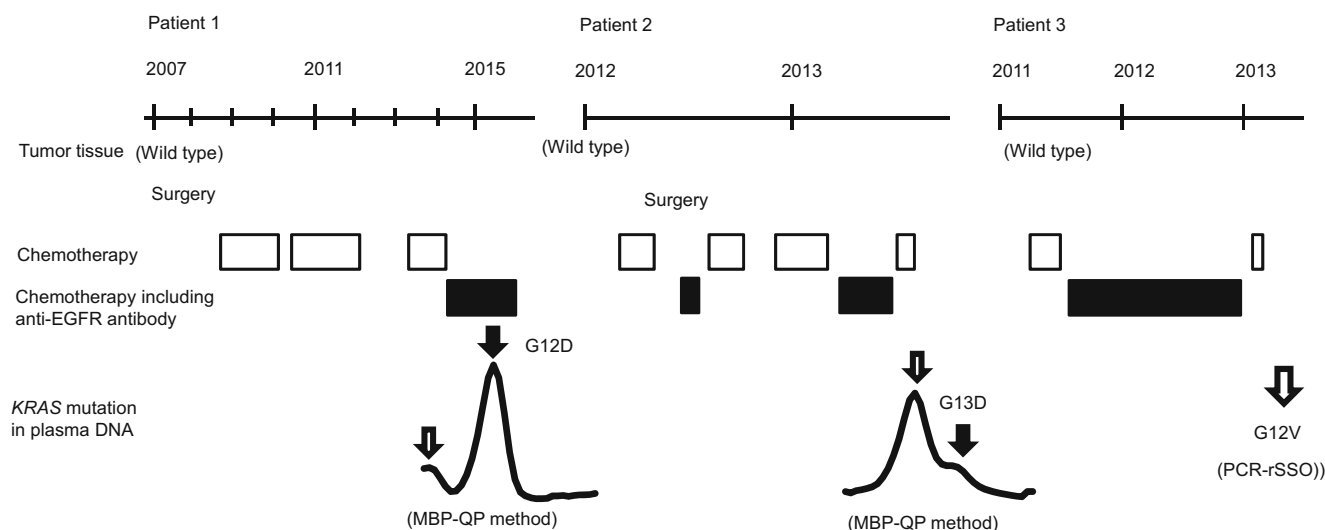 Patient 1
Patient 2
Patient 3
2007
2011
2015
2012
2013
2011
2012
2013
Tumor tissue
(Wild type)
(Wild type)
(Wild type)
Surgery
Surgery
Chemotherapy
Chemotherapy including
anti-EGFR antibody
G12D
KRAS mutation
in plasma DNA
G13D
G12V
(PCR-rSSO))
(MBP-QP method)
(MBP-QP method)